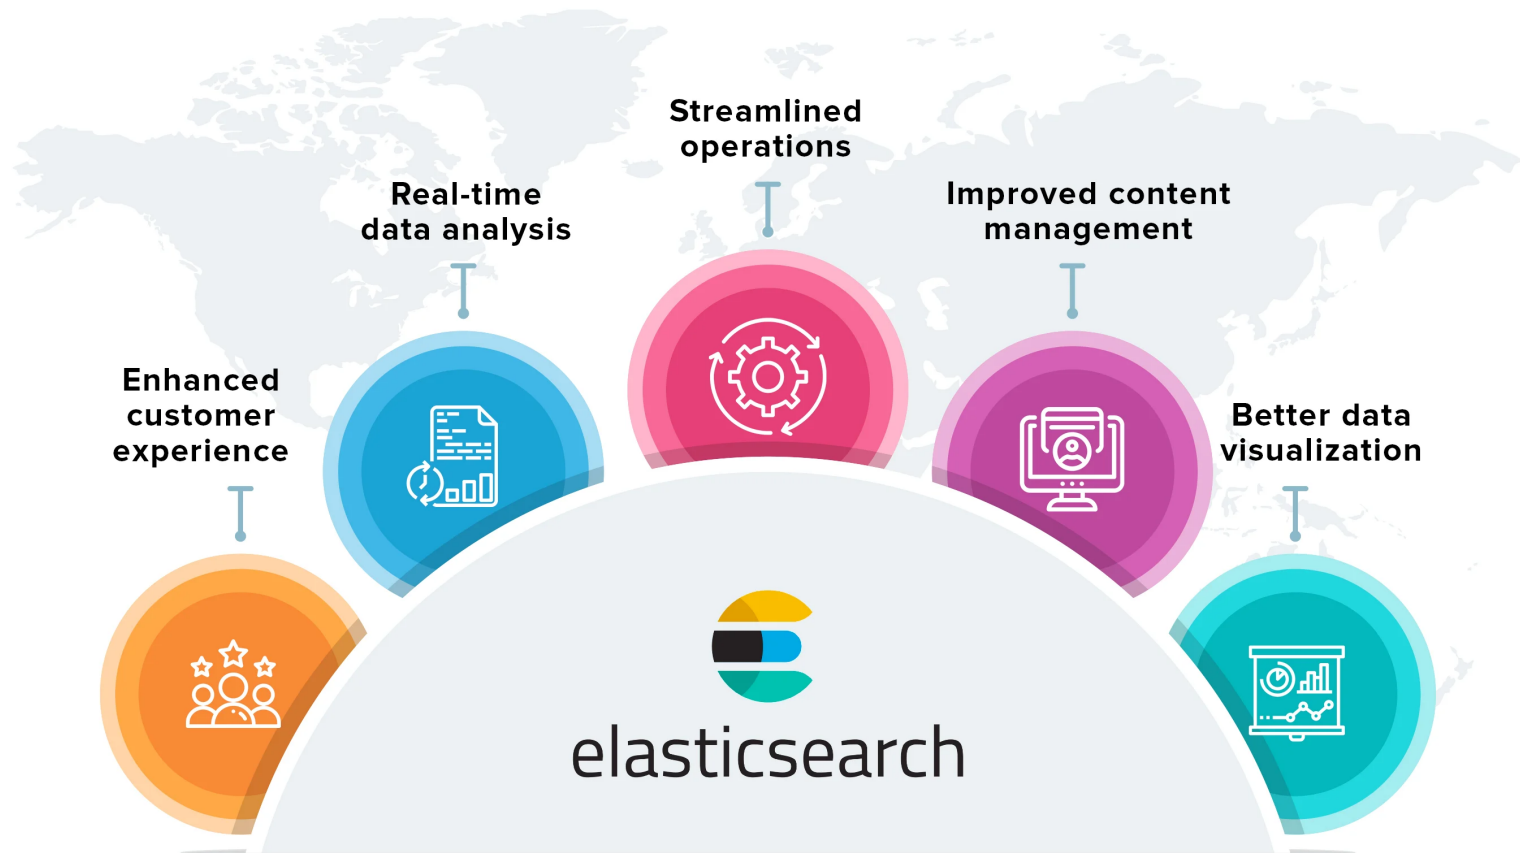 Streamlined
operations
Real-time
data analysis
Improved content
management
Enhanced
customer
experience
Better data
visualization
elasticsearch